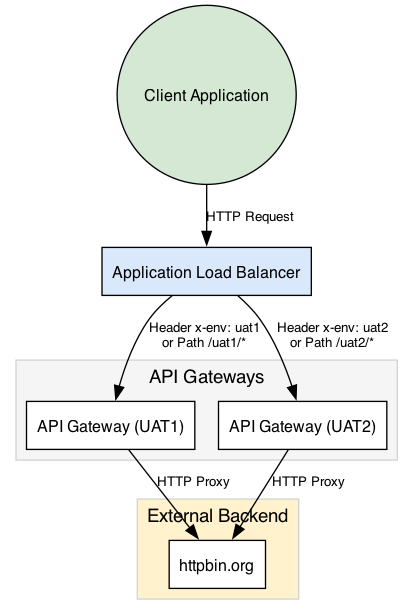 Client Application
HTTP Request
Application Load Balancer
Header x-env: uat1
or Path /uat1/*
Header x-env: uat2
or Path /uat2/*
API Gateways
API Gateway (UAT1)
API Gateway (UAT2)
HTTP Proxy
HTTP Proxy
External Backend
httpbin.org